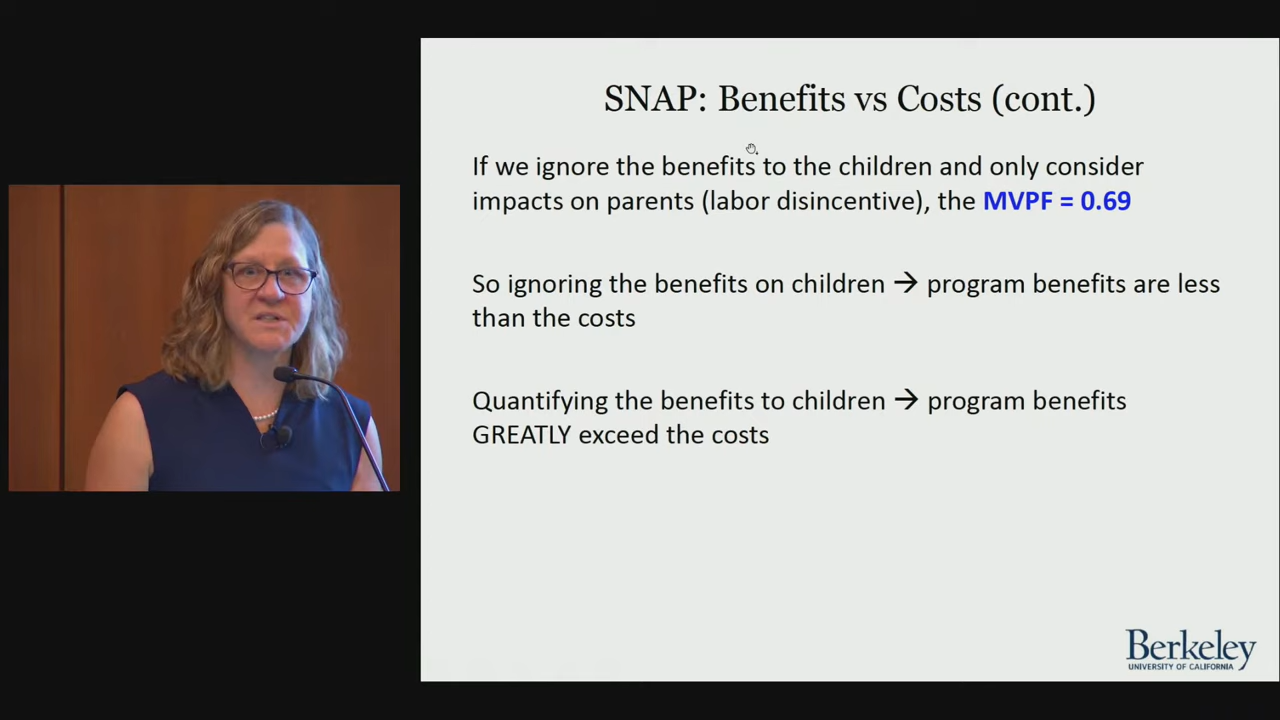 SNAP: Benefits vs Costs (cont.)
If we ignore the benefits to the children and only consider
impacts on parents (labor disincentive), the MVPF = 0.69
So ignoring the benefits on children → program benefits are less
than the costs
Quantifying the benefits to children → program benefits
GREATLY exceed the costs
Berkeley
UNIVERSITY OF CALIFORNIA